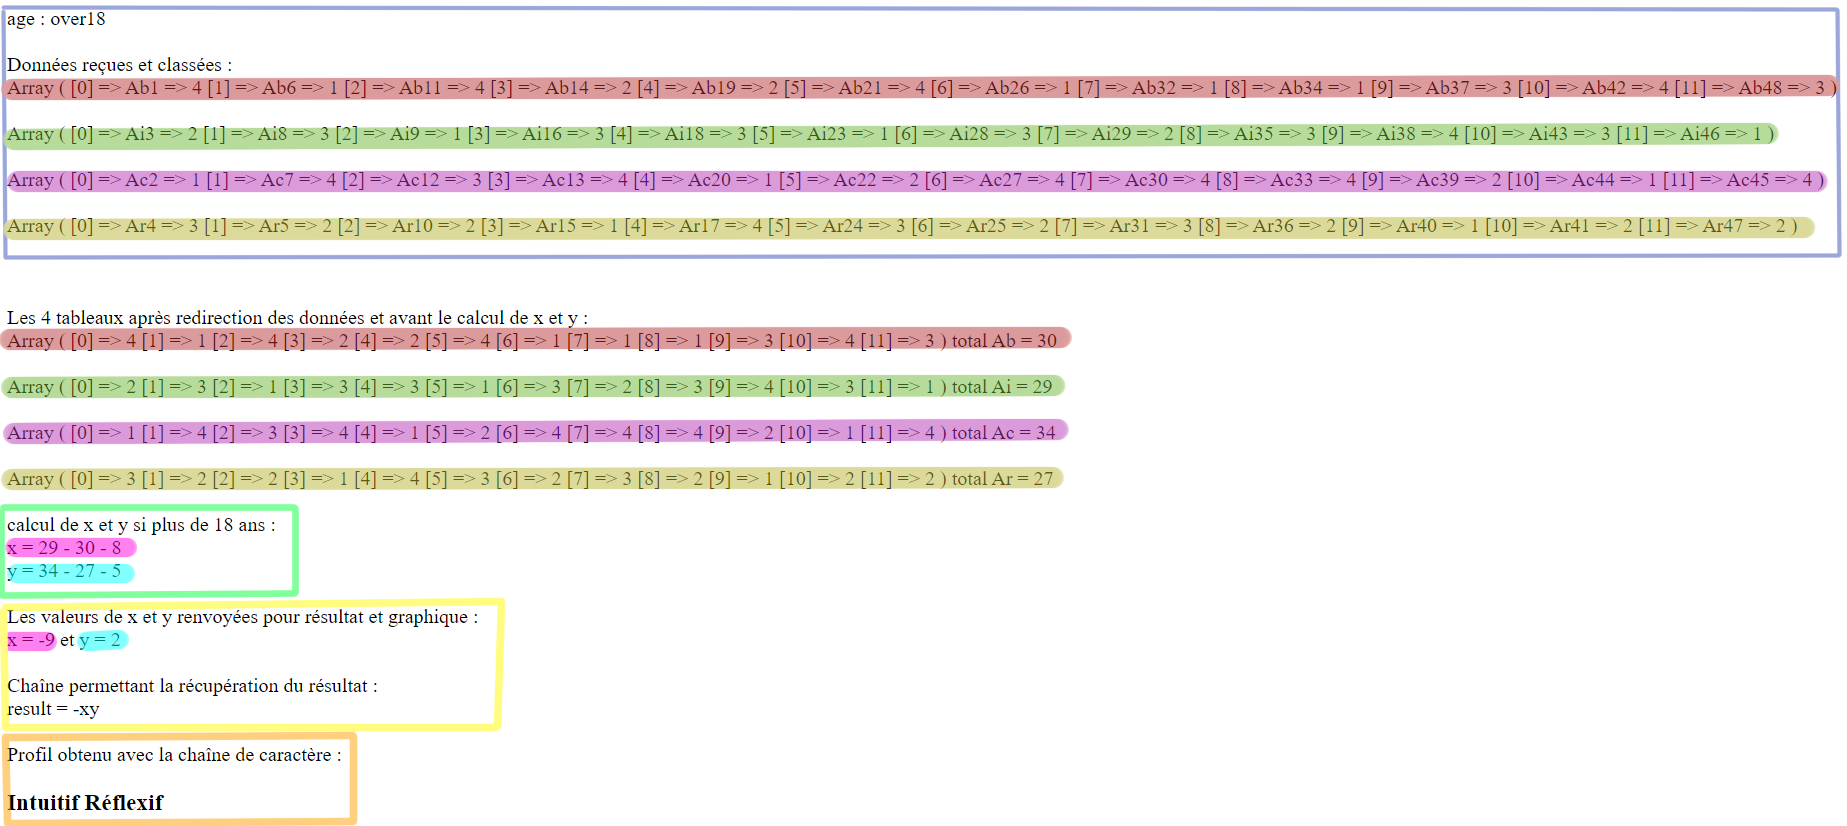 age : over18
Données reçues et classées :
Array ( [0] => Ab1 => 4 [1] => Ab6 => 1 [2] => Ab11 => 4 [3] => Ab14 => 2 [4] => Ab19 => 2 [5] => Ab21 => 4 [6] => Ab26 => 1 [7] => Ab32 => 1 [8] => Ab34 => 1 [9] => Ab37 => 3 [10] => Ab42 => 4 [11] => Ab48 => 3 )
Array ( [0] => Ai3 => 2 [1] => Ai8 => 3 [2] => Ai9 => 1 [3] => Ai16 => 3 [4] => Ai18 => 3 [5] => Ai23 => 1 [6] => Ai28 => 3 [7] => Ai29 => 2 [8] => Ai35 => 3 [9] => Ai38 => 4 [10] => Ai43 => 3 [11] => Ai46 => 1 )
Array ( [0] => Ac2 => 1 [1] => Ac7 => 4 [2] => Ac12 => 3 [3] => Ac13 => 4 [4] => Ac20 => 1 [5] => Ac22 => 2 [6] => Ac27 => 4 [7] => Ac30 => 4 [8] => Ac33 => 4 [9] => Ac39 => 2 [10] => Ac44 => 1 [11] => Ac45 => 4 )
Array ( [0] => Ar4 => 3 [1] => Ar5 => 2 [2] => Ar10 => 2 [3] => Ar15 => 1 [4] => Ar17 => 4 [5] => Ar24 => 3 [6] => Ar25 => 2 [7] => Ar31 => 3 [8] => Ar36 => 2 [9] => Ar40 => 1 [10] => Ar41 => 2 [11] => Ar47 => 2 )
Les 4 tableaux après redirection des données et avant le calcul de x et y :
Array ( [0] => 4 [1] => 1 [2] => 4 [3] => 2 [4] => 2 [5] => 4 [6] => 1 [7] => 1 [8] => 1 [9] => 3 [10] => 4 [11] => 3 ) total Ab = 30
Array ( [0] => 2 [1] => 3 [2] => 1 [3] => 3 [4] => 3 [5] => 1 [6] => 3 [7] => 2 [8] => 3 [9] => 4 [10] => 3 [11] => 1 ) total Ai = 29
Array ( [0] => 1 [1] => 4 [2] => 3 [3] => 4 [4] => 1 [5] => 2 [6] => 4 [7] => 4 [8] => 4 [9] => 2 [10] => 1 [11] => 4 ) total Ac = 34
Array ( [0] => 3 [1] => 2 [2] => 2 [3] => 1 [4] => 4 [5] => 3 [6] => 2 [7] => 3 [8] => 2 [9] => 1 [10] => 2 [11] => 2 ) total Ar = 27
calcul de x et y si plus de 18 ans :
x = 29 - 30 - 8
y = 34 - 27 - 5
Les valeurs de x et y renvoyées pour résultat et graphique :
x = -9 et y = 2
Chaîne permettant la récupération du résultat :
result = -xy
Profil obtenu avec la chaîne de caractère :
Intuitif Réflexif